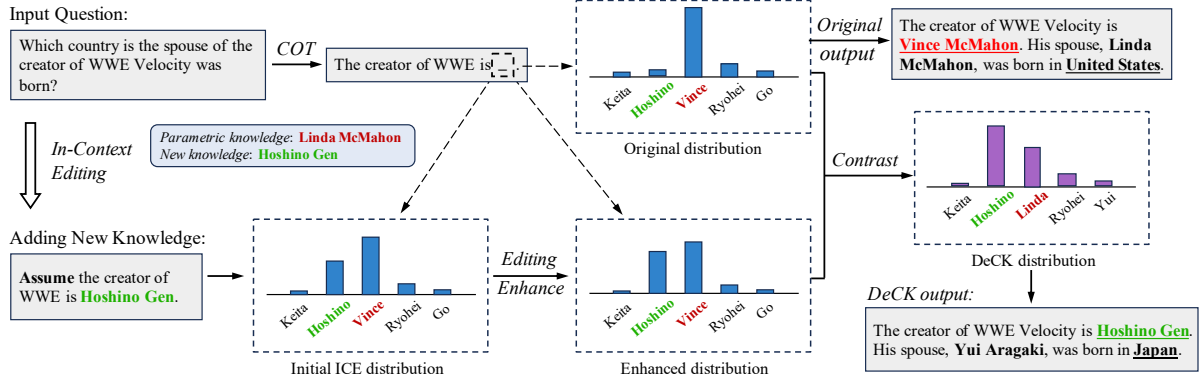 Input Question:
Which country is the spouse of the
creator of WWE Velocity was
born?
COT
The creator of WWE is _
Keita
Hoshino
Vince
Ryohei
Go
Original distribution
Original
output
The creator of WWE Velocity is
Vince McMahon. His spouse, Linda
McMahon, was born in United States.
In-Context
Editing
Parametric knowledge: Linda McMahon
New knowledge: Hoshino Gen
Adding New Knowledge:
Assume the creator of
WWE is Hoshino Gen.
Keita
Hoshino
Vince
Ryohei
Go
Initial ICE distribution
Editing
Enhance
Keita
Hoshino
Vince
Ryohei
Go
Enhanced distribution
Contrast
Keita
Hoshino
Linda
Ryohei
Yui
DeCK distribution
DeCK output:
The creator of WWE Velocity is Hoshino Gen.
His spouse, Yui Aragaki, was born in Japan.